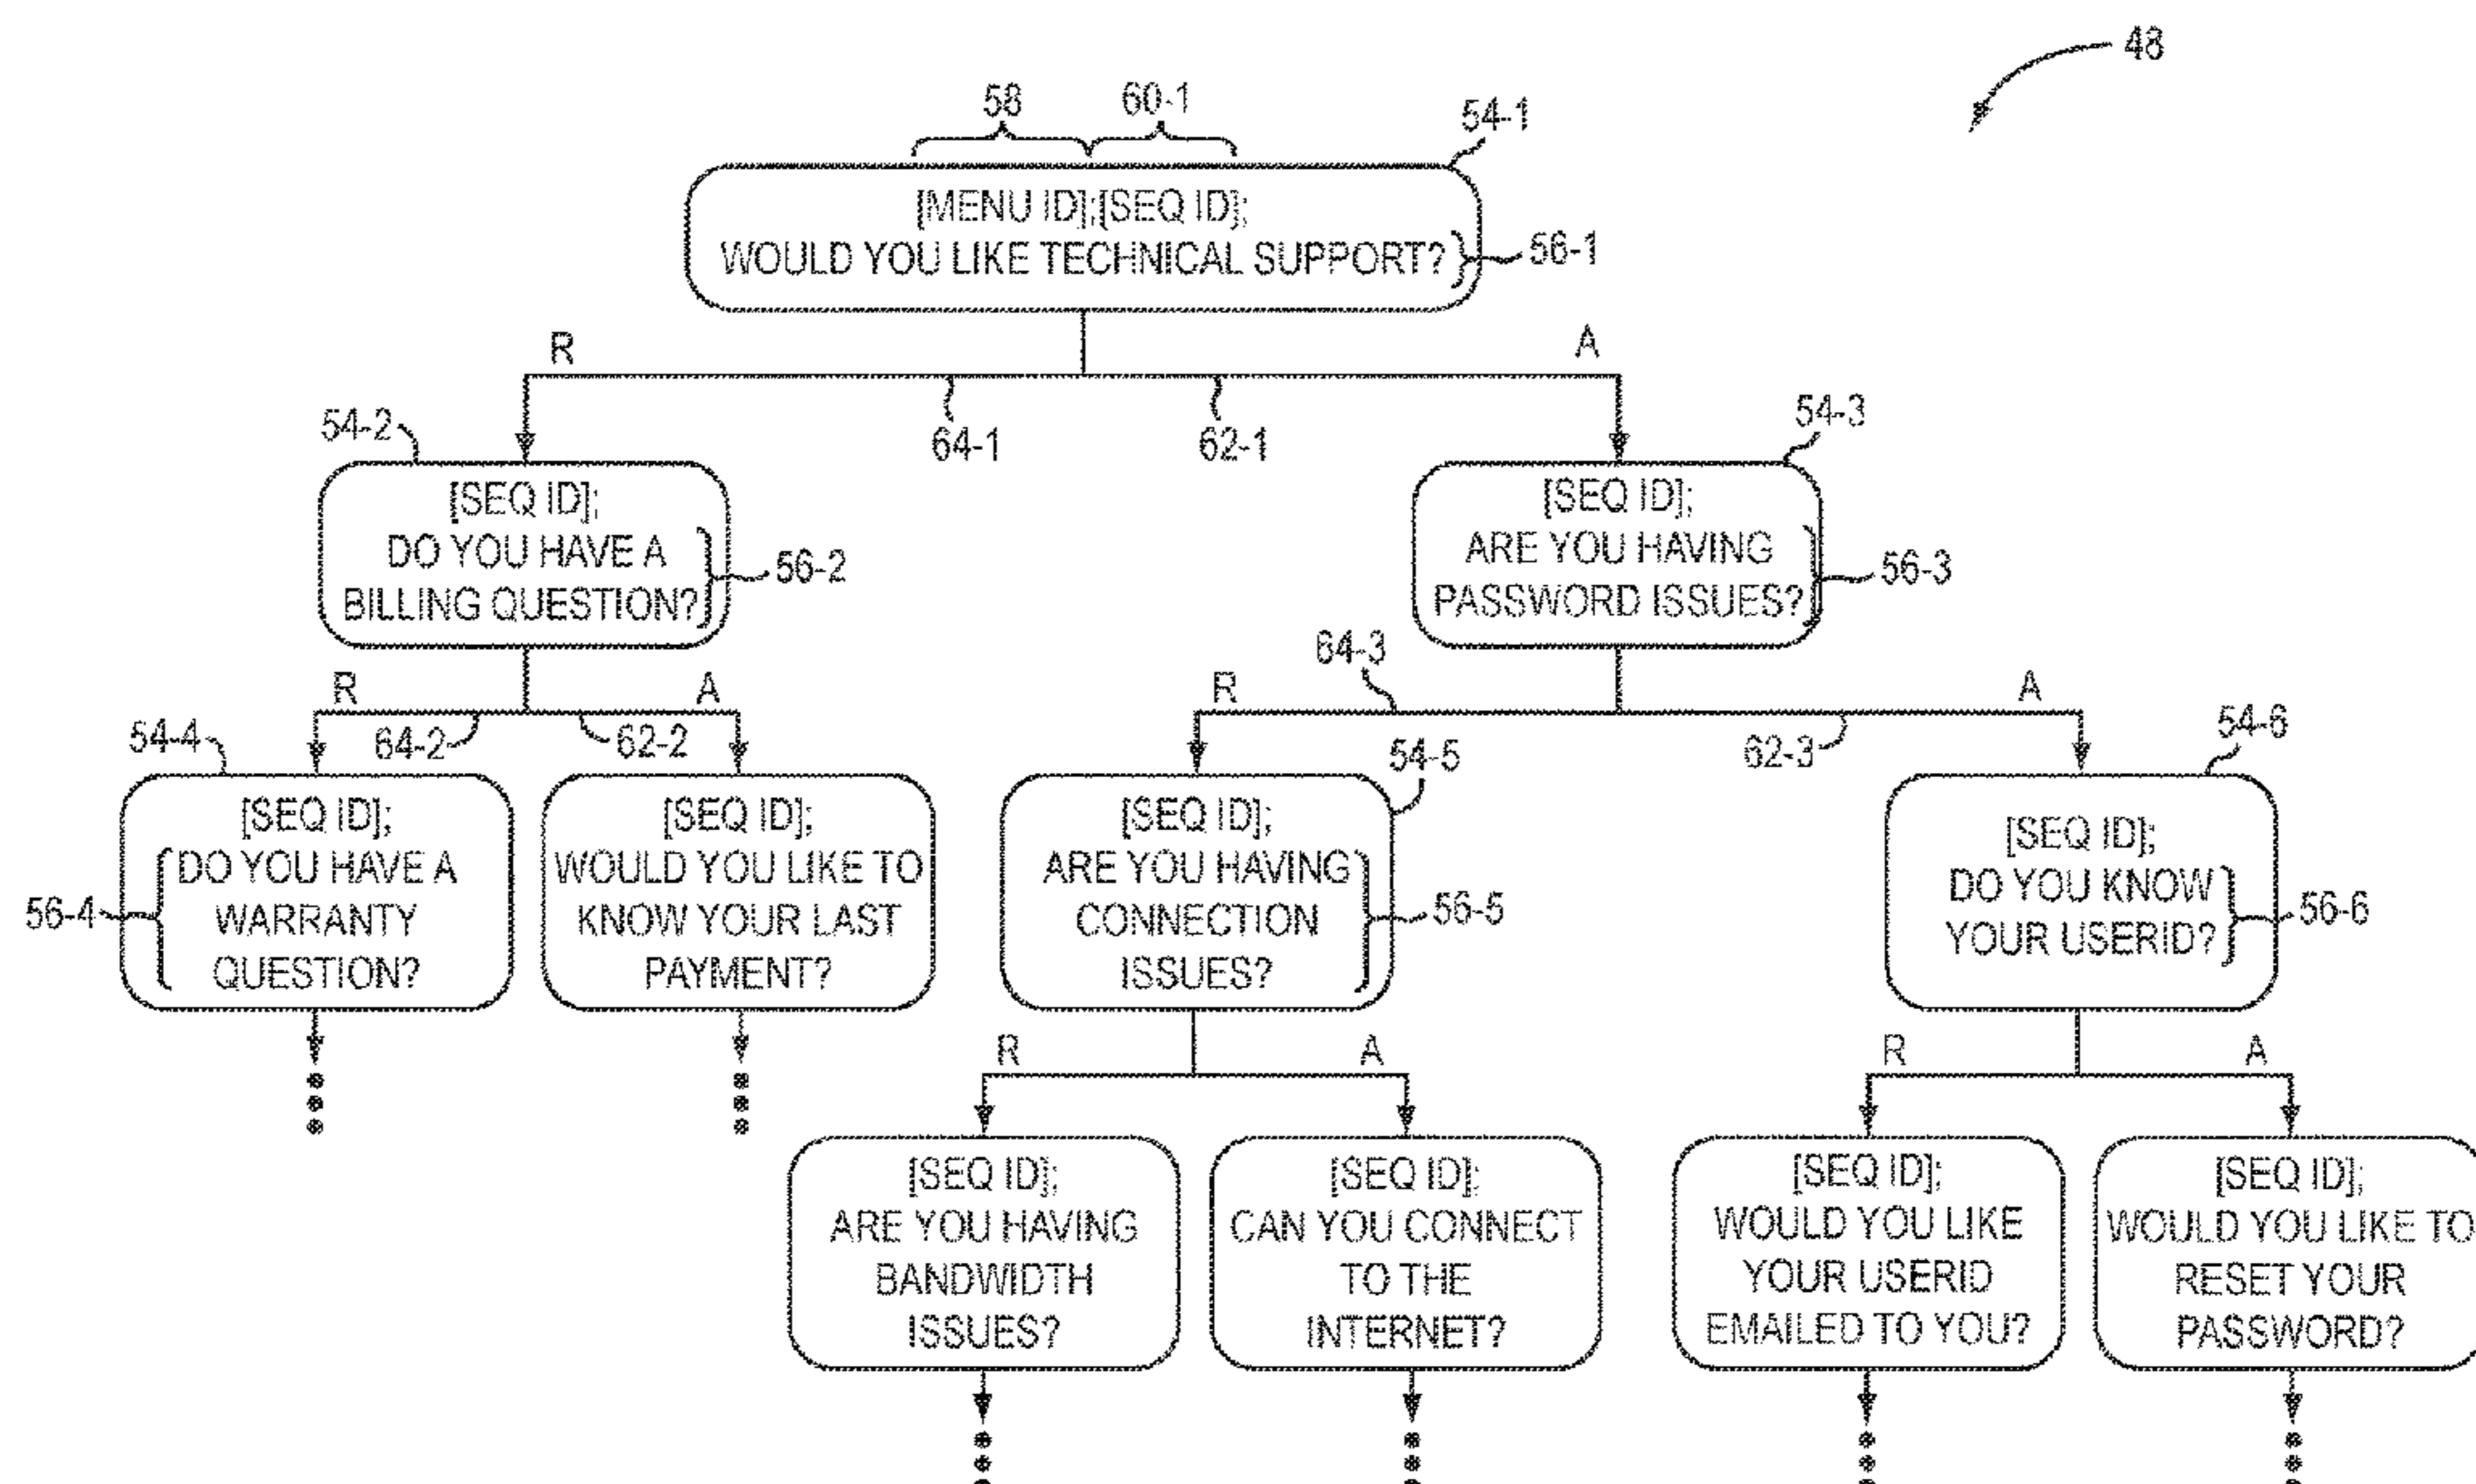 48
58
60-1
54-1
[MENU ID];[SEQ ID];
WOULD YOU LIKE TECHNICAL SUPPORT?
56-1
R
A
64-1
62-1
54-2
54-3
[SEQ ID];
DO YOU HAVE A
BILLING QUESTION?
56-2
[SEQ ID];
ARE YOU HAVING
PASSWORD ISSUES?
56-3
R
A
64-2
62-2
64-3
R
A
62-3
54-4
54-5
54-6
[SEQ ID];
DO YOU HAVE A
WARRANTY
QUESTION?
56-4
[SEQ ID];
WOULD YOU LIKE TO
KNOW YOUR LAST
PAYMENT?
[SEQ ID];
ARE YOU HAVING
CONNECTION
ISSUES?
56-5
[SEQ ID];
DO YOU KNOW
YOUR USERID?
56-6
R
A
R
A
[SEQ ID];
ARE YOU HAVING
BANDWIDTH
ISSUES?
[SEQ ID];
CAN YOU CONNECT
TO THE
INTERNET?
[SEQ ID];
WOULD YOU LIKE
YOUR USERID
EMAILED TO YOU?
[SEQ ID];
WOULD YOU LIKE TO
RESET YOUR
PASSWORD?